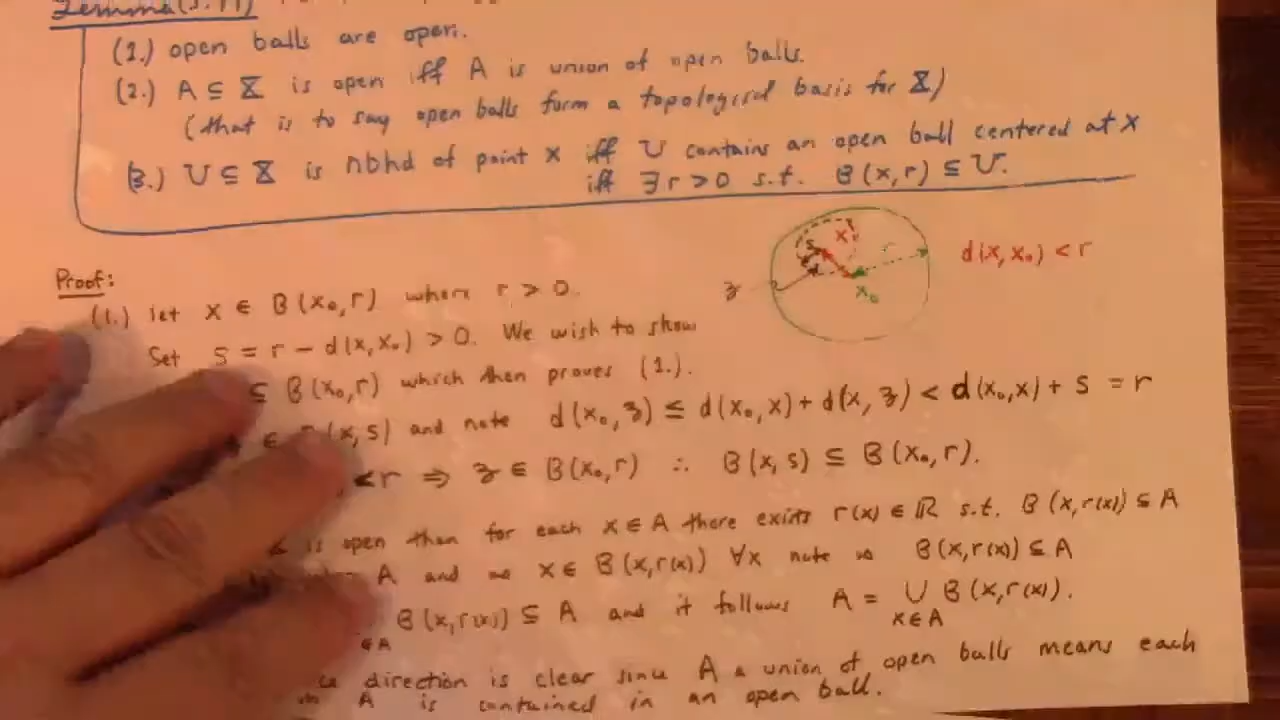 Lemma
(1.) open balls are open.
(2.) A ⊆ X is open iff A is union of open balls.
(that is to say open balls form a topological basis for X)
(3.) U ⊆ X is nbhd of point x iff U contains an open ball centered at x
iff ∃ r > 0 s.t. B(x,r) ⊆ U.
Proof:
(1.) let x ∈ B(x₀,r) where r > 0.
Set s = r - d(x,x₀) > 0. We wish to show
⊆ B(x₀,r) which then proves (1.).
∈ B(x,s) and note d(x₀,z) ≤ d(x₀,x) + d(x,z) < d(x₀,x) + s = r
< r ⇒ z ∈ B(x₀,r) ∴ B(x,s) ⊆ B(x₀,r).
is open then for each x ∈ A there exists r(x) ∈ ℝ s.t. B(x,r(x)) ⊆ A
A and as x ∈ B(x,r(x)) ∀x note B(x,r(x)) ⊆ A
B(x,r(x)) ⊆ A and it follows A = ∪ B(x,r(x)).
∈A x∈A
direction is clear since A a union of open balls means each
A is contained in an open ball.
z s x r x₀
d(x,x₀) < r